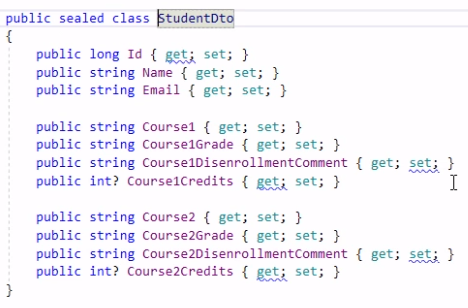 public sealed class StudentDto
{
public long Id { get; set; }
public string Name { get; set; }
public string Email { get; set; }
public string Course1 { get; set; }
public string Course1Grade { get; set; }
public string Course1DisenrollmentComment { get; set; }
public int? Course1Credits { get; set; }
public string Course2 { get; set; }
public string Course2Grade { get; set; }
public string Course2DisenrollmentComment { get; set; }
public int? Course2Credits { get; set; }
}